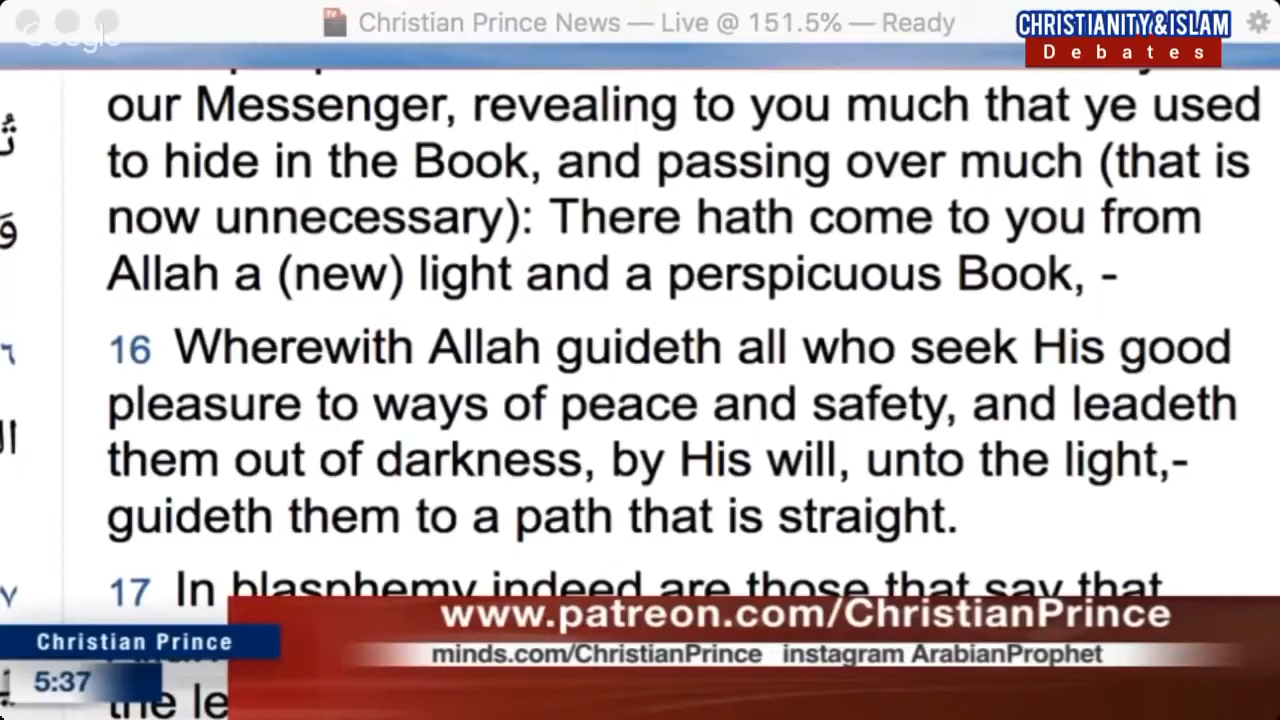 Christian Prince News — Live @ 151.5% — Ready
Google
CHRISTIANITY&ISLAM
Debates
our Messenger, revealing to you much that ye used
to hide in the Book, and passing over much (that is
now unnecessary): There hath come to you from
Allah a (new) light and a perspicuous Book, -
16 Wherewith Allah guideth all who seek His good
pleasure to ways of peace and safety, and leadeth
them out of darkness, by His will, unto the light,-
guideth them to a path that is straight.
17 In blasphemy indeed are those that say that
the le
www.patreon.com/ChristianPrince
minds.com/ChristianPrince instagram ArabianProphet
Christian Prince
5:37